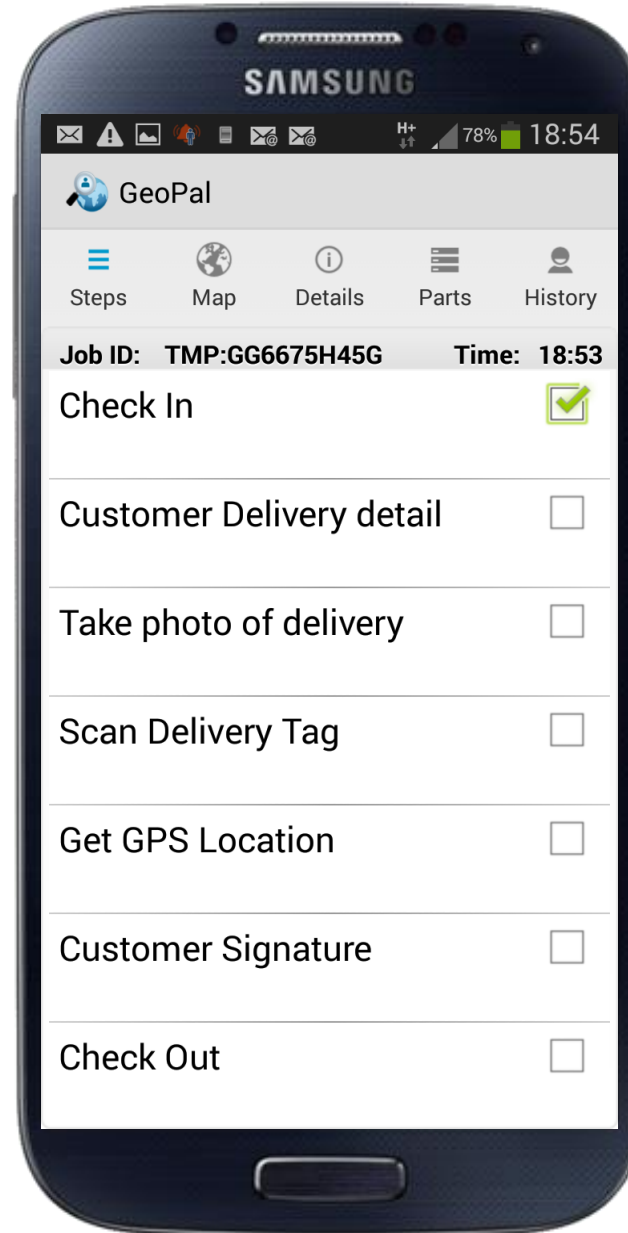 SAMSUNG
H+ 78% 18:54
GeoPal
Steps Map Details Parts History
Job ID: TMP:GG6675H45G Time: 18:53
Check In
Customer Delivery detail
Take photo of delivery
Scan Delivery Tag
Get GPS Location
Customer Signature
Check Out